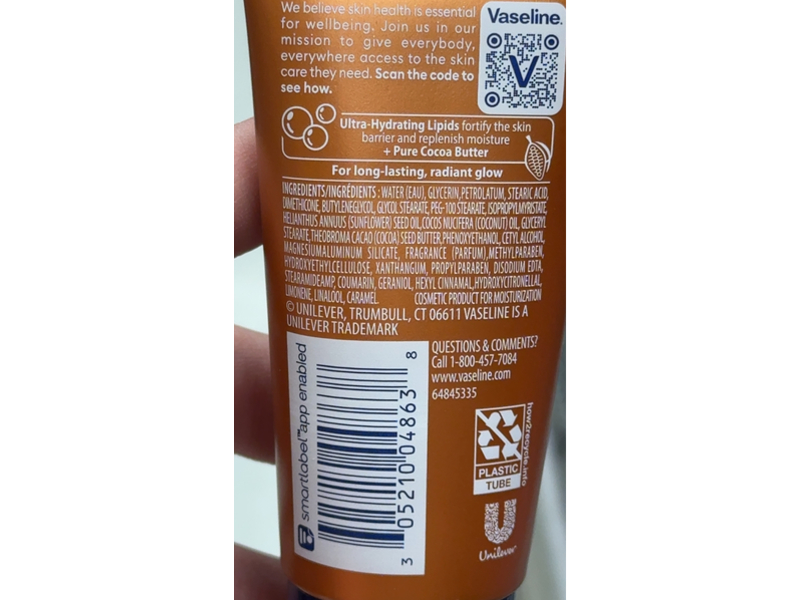 We believe skin health is essential
for wellbeing. Join us in our
mission to give everybody,
everywhere access to the skin
care they need. Scan the code to
see how.
Vaseline.
V
Ultra-Hydrating Lipids fortify the skin
barrier and replenish moisture
+ Pure Cocoa Butter
For long-lasting, radiant glow
INGREDIENTS/INGRÉDIENTS: WATER (EAU), GLYCERIN, PETROLATUM, STEARIC ACID,
DIMETHICONE, BUTYLENE GLYCOL, GLYCOL STEARATE, PEG-100 STEARATE, ISOPROPYL MYRISTATE,
HELIANTHUS ANNUUS (SUNFLOWER) SEED OIL, COCOS NUCIFERA (COCONUT) OIL, GLYCERYL
STEARATE, THEOBROMA CACAO (COCOA) SEED BUTTER, PHENOXYETHANOL, CETYL ALCOHOL,
MAGNESIUM ALUMINUM SILICATE, FRAGRANCE (PARFUM), METHYLPARABEN,
HYDROXYETHYLCELLULOSE, XANTHAN GUM, PROPYLPARABEN, DISODIUM EDTA,
STEARAMIDE AMP, COUMARIN, GERANIOL, HEXYL CINNAMAL, HYDROXYCITRONELLAL,
LIMONENE, LINALOOL, CARAMEL. COSMETIC PRODUCT FOR MOISTURIZATION
© UNILEVER, TRUMBULL, CT 06611 VASELINE IS A
UNILEVER TRADEMARK
smartlabel™ app enabled
3 05210 04863 8
QUESTIONS & COMMENTS?
Call 1-800-457-7084
www.vaseline.com
64845335
how2recycle.info
PLASTIC
TUBE
Unilever